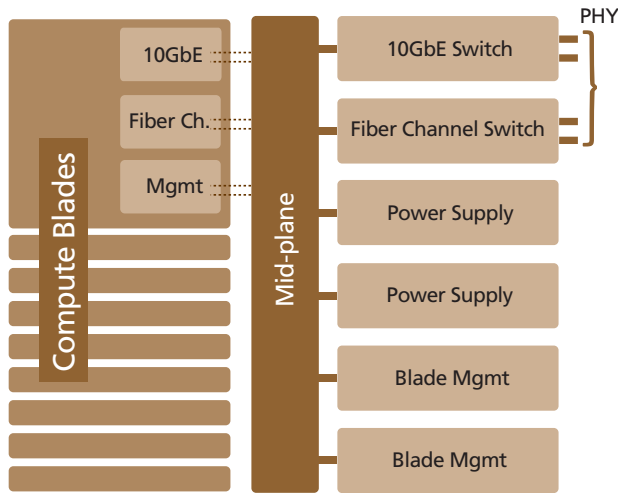 PHY
10GbE
10GbE Switch
Fiber Ch.
Fiber Channel Switch
Mgmt
Compute Blades
Mid-plane
Power Supply
Power Supply
Blade Mgmt
Blade Mgmt